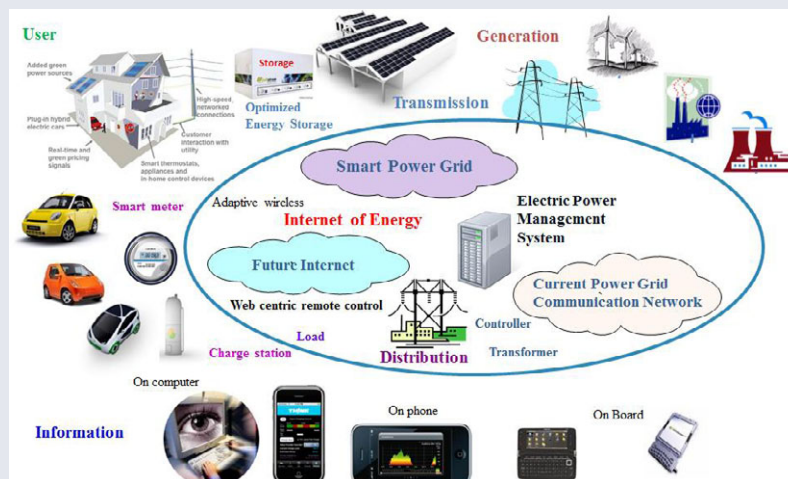 User
Generation
Added green
power sources
Storage
Optimized
Energy Storage
Transmission
High-speed,
networked
connections
Plug-in hybrid
electric cars
Customer
interaction with
utility
Real-time and
green pricing
signals
Smart thermostats,
appliances and
in home control devices
Smart Power Grid
Smart meter
Adaptive wireless
Internet of Energy
Electric Power
Management
System
Future Internet
Current Power Grid
Communication Network
Web centric remote control
Controller
Load
Charge station
Distribution
Transformer
On computer
On phone
On Board
Information